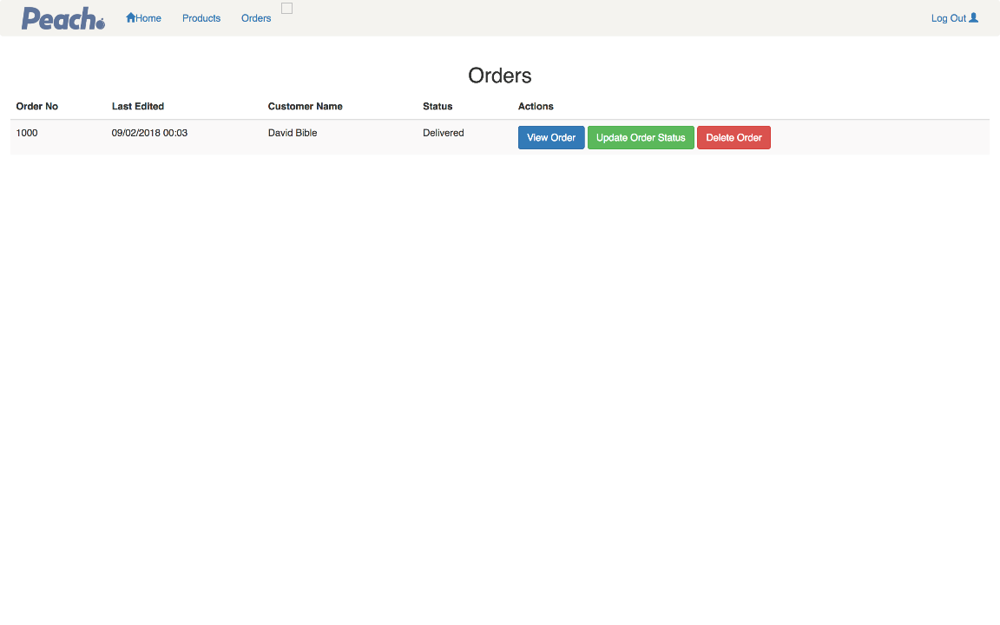 Peach. Home Products Orders Log Out
Orders
Order No Last Edited Customer Name Status Actions
1000 09/02/2018 00:03 David Bible Delivered View Order Update Order Status Delete Order